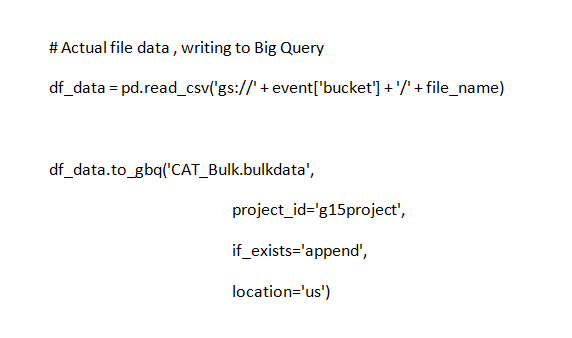 # Actual file data , writing to Big Query
df_data = pd.read_csv('gs://' + event['bucket'] + '/' + file_name)
df_data.to_gbq('CAT_Bulk.bulkdata',
project_id='g15project',
if_exists='append',
location='us')